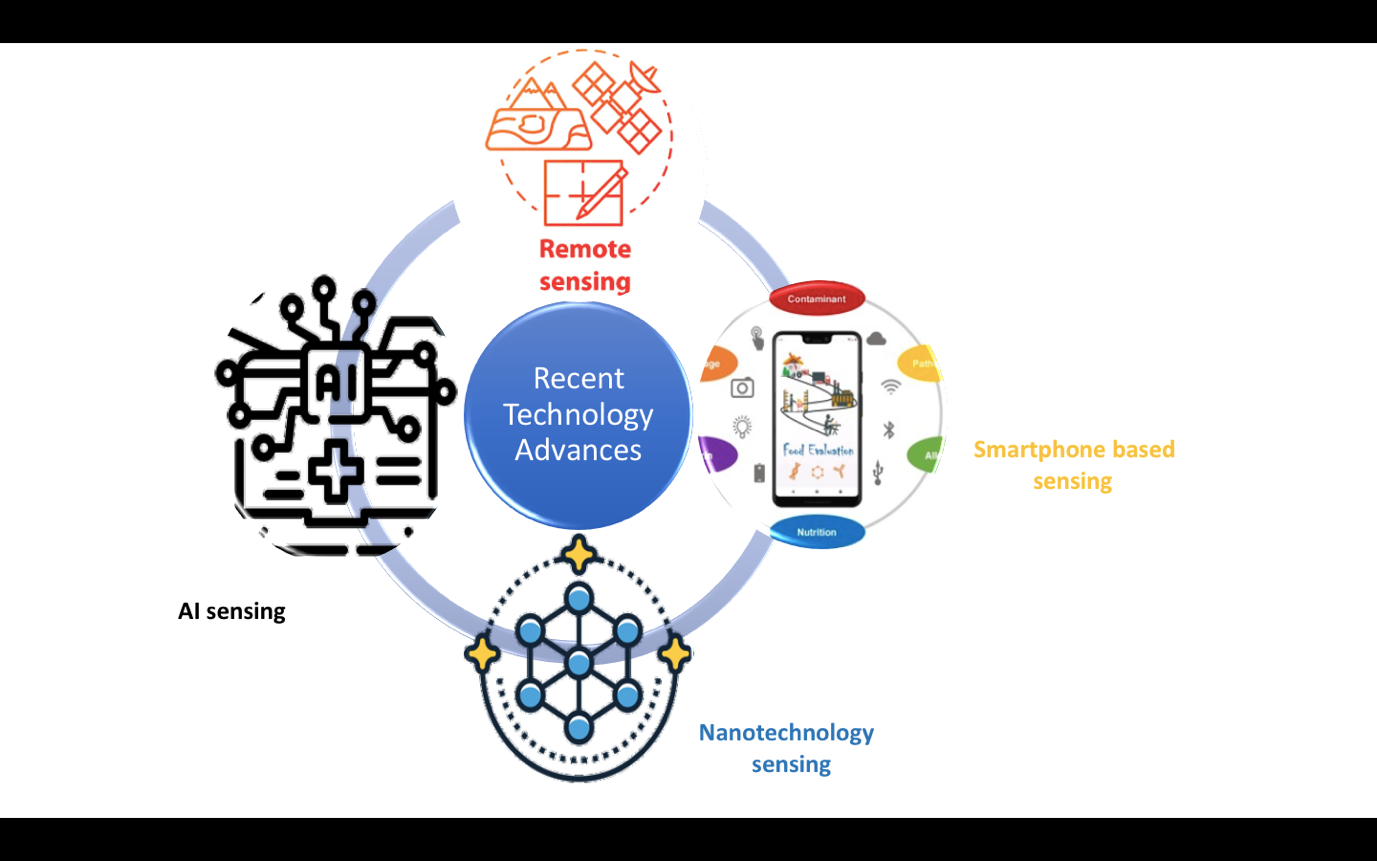 Remote
sensing
Contaminant
AI
Recent
Technology
Advances
Food Evaluation
Smartphone based
sensing
Nutrition
AI sensing
Nanotechnology
sensing